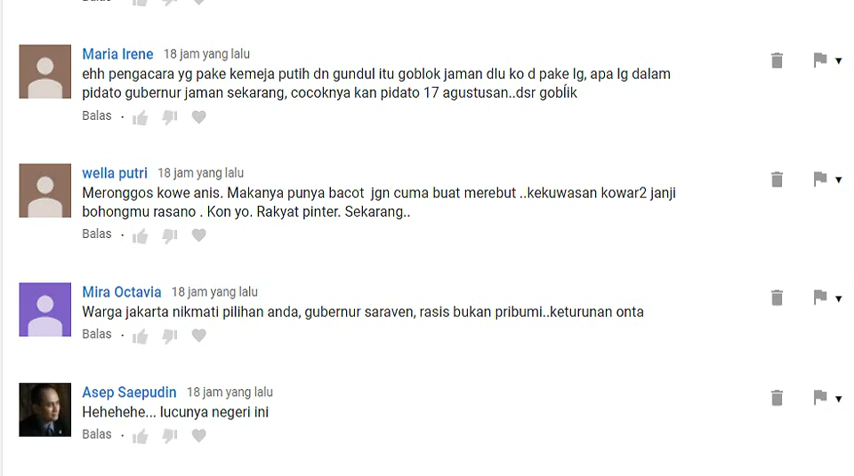 Balas
Maria Irene 18 jam yang lalu
ehh pengacara yg pake kemeja putih dn gundul itu goblok jaman dlu ko d pake lg, apa lg dalam
pidato gubernur jaman sekarang, cocoknya kan pidato 17 agustusan..dsr goblik
Balas
wella putri 18 jam yang lalu
Meronggos kowe anis. Makanya punya bacot jgn cuma buat merebut ..kekuwasan kowar2 janji
bohongmu rasano . Kon yo. Rakyat pinter. Sekarang..
Balas
Mira Octavia 18 jam yang lalu
Warga jakarta nikmati pilihan anda, gubernur saraven, rasis bukan pribumi..keturunan onta
Balas
Asep Saepudin 18 jam yang lalu
Hehehehe... lucunya negeri ini
Balas